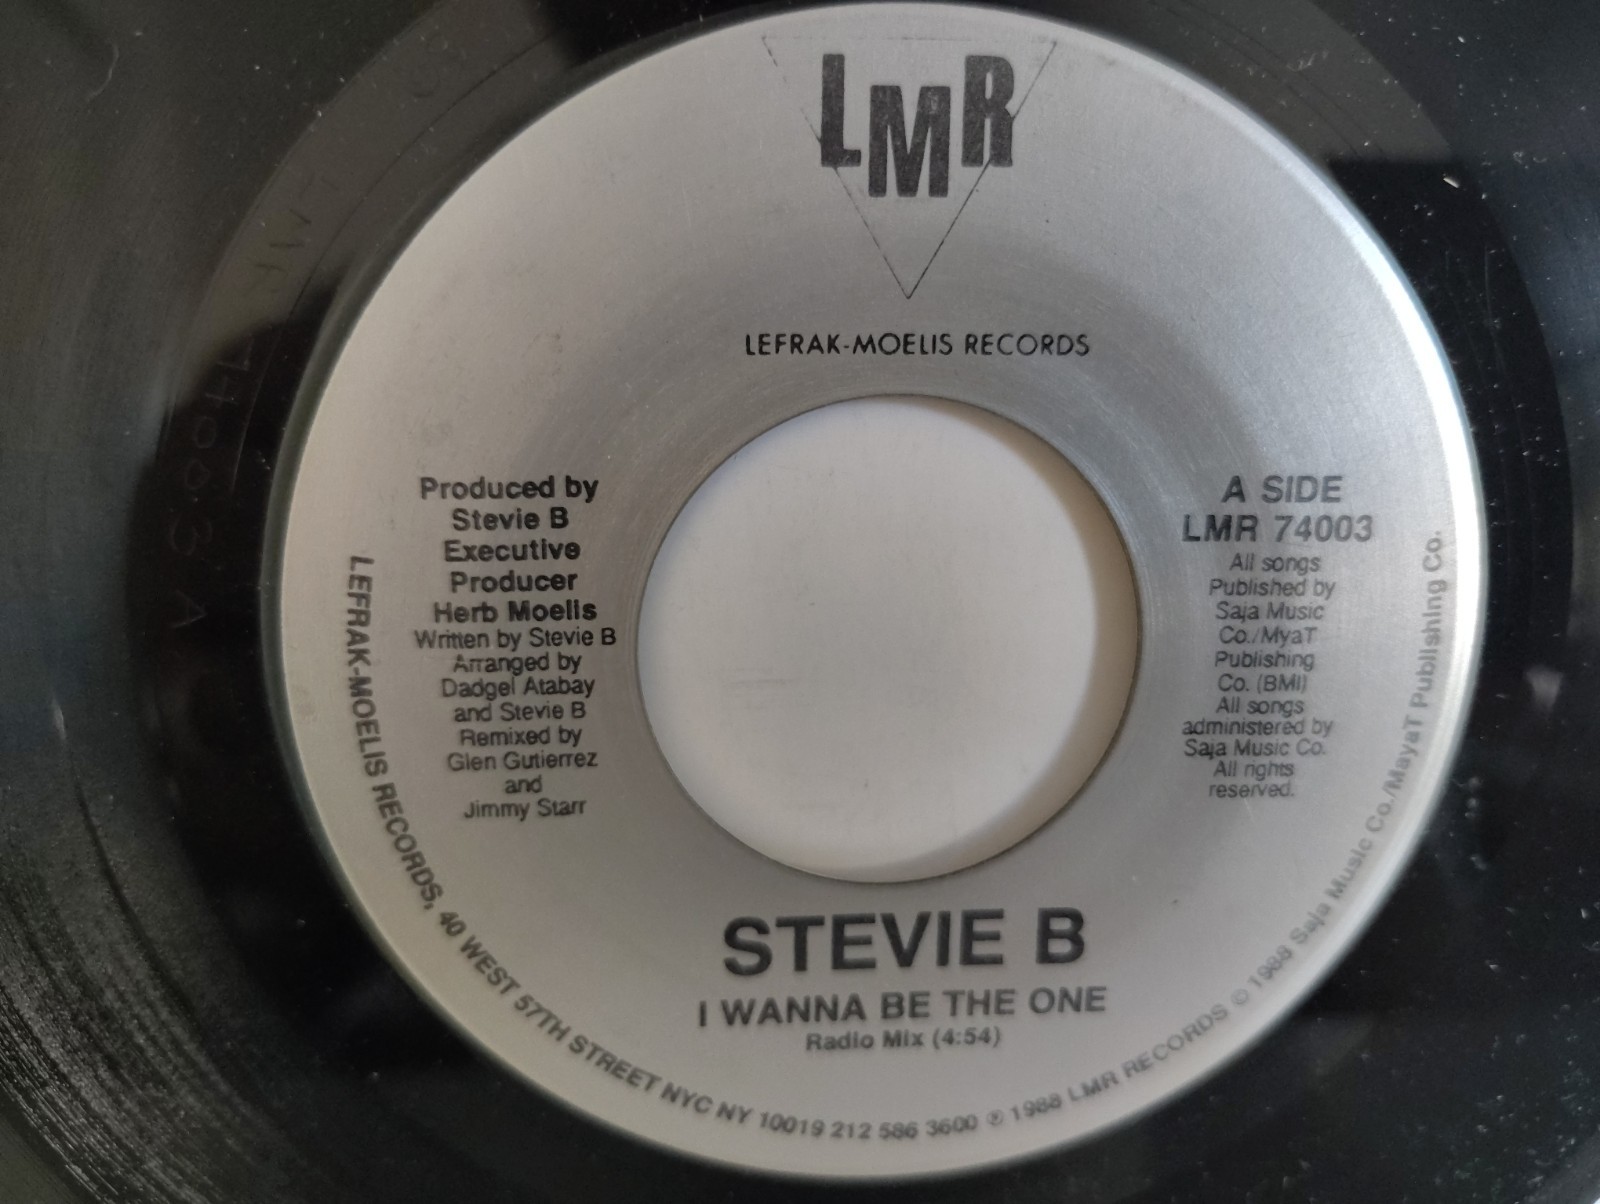 LMR
LEFRAK-MOELIS RECORDS
Produced by
Stevie B
Executive
Producer
Herb Moelis
Written by Stevie B
Arranged by
Dadgel Atabay
and Stevie B
Remixed by
Glen Gutierrez
and
Jimmy Starr
A SIDE
LMR 74003
All songs
Published by
Saja Music
Co./MyaT
Publishing
Co. (BMI)
All songs
administered by
Saja Music Co.
All rights
reserved.
STEVIE B
I WANNA BE THE ONE
Radio Mix (4:54)
LEFRAK-MOELIS RECORDS, 40 WEST 57TH STREET NYC NY 10019 212 586 3600 ℗ 1988 LMR RECORDS © 1988 Saja Music Co./MayaT Publishing Co.
74003 A